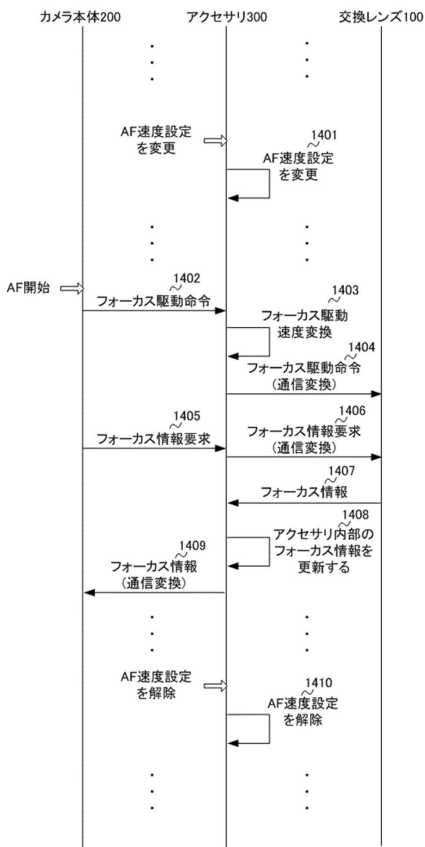 カメラ本体200 アクセサリ300 交換レンズ100
AF速度設定
を変更
1401
AF速度設定
を変更
AF開始
1402
フォーカス駆動命令
1403
フォーカス駆動
速度変換
1404
フォーカス駆動命令
(通信変換)
1405
フォーカス情報要求
1406
フォーカス情報要求
(通信変換)
1407
フォーカス情報
1408
アクセサリ内部の
フォーカス情報を
更新する
1409
フォーカス情報
(通信変換)
AF速度設定
を解除
1410
AF速度設定
を解除